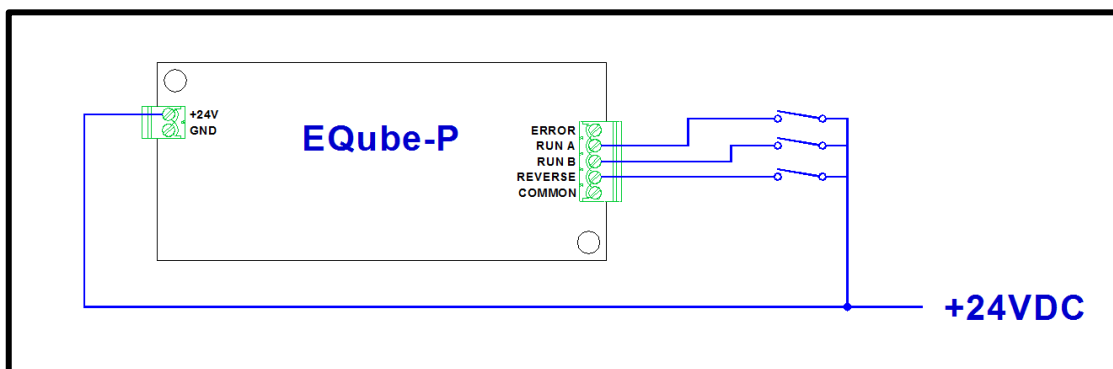 +24V
GND
EQube-P
ERROR
RUN A
RUN B
REVERSE
COMMON
+24VDC